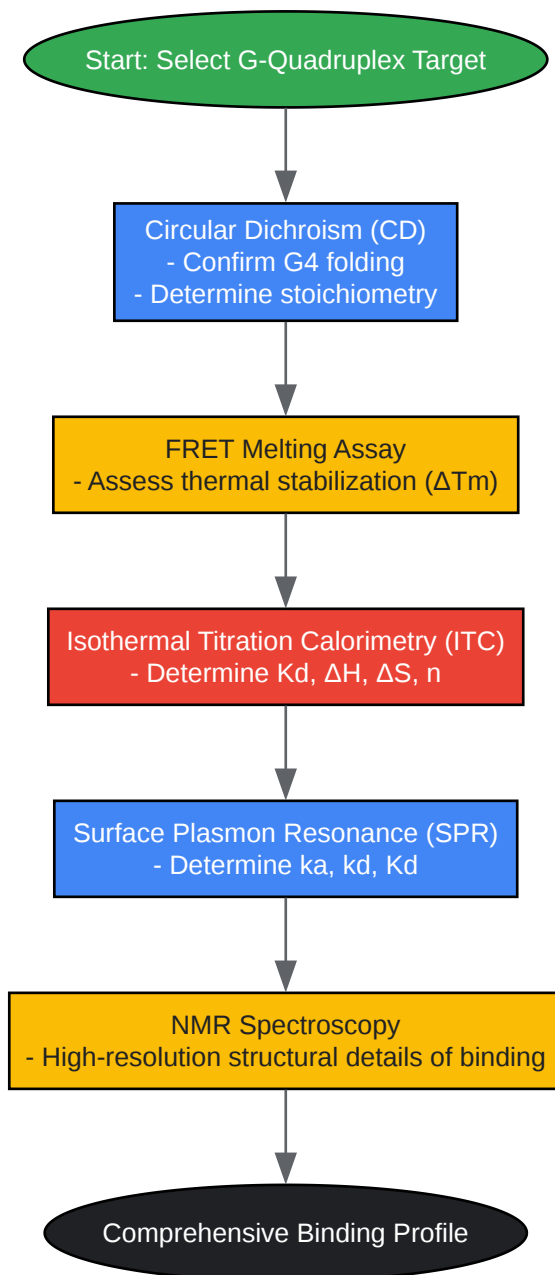 Start: Select G-Quadruplex Target
Circular Dichroism (CD)
- Confirm G4 folding
- Determine stoichiometry
FRET Melting Assay
- Assess thermal stabilization (ΔTm)
Isothermal Titration Calorimetry (ITC)
- Determine Kd, ΔH, ΔS, n
Surface Plasmon Resonance (SPR)
- Determine ka, kd, Kd
NMR Spectroscopy
- High-resolution structural details of binding
Comprehensive Binding Profile